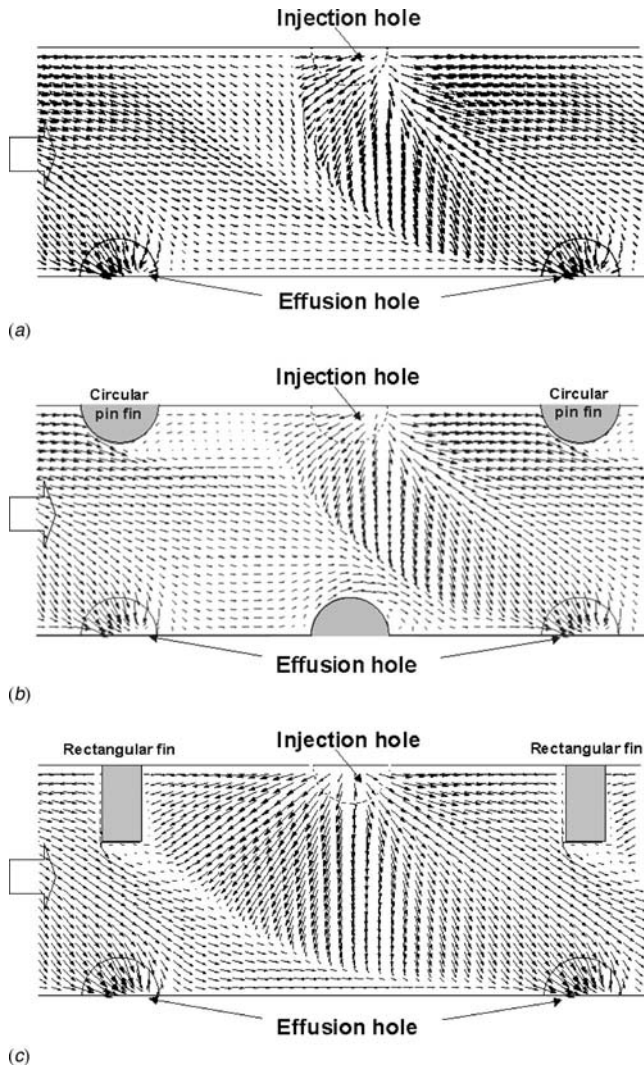 Injection hole
Effusion hole
(a)
Circular
pin fin
Injection hole
Circular
pin fin
Effusion hole
(b)
Rectangular fin
Injection hole
Rectangular fin
Effusion hole
(c)